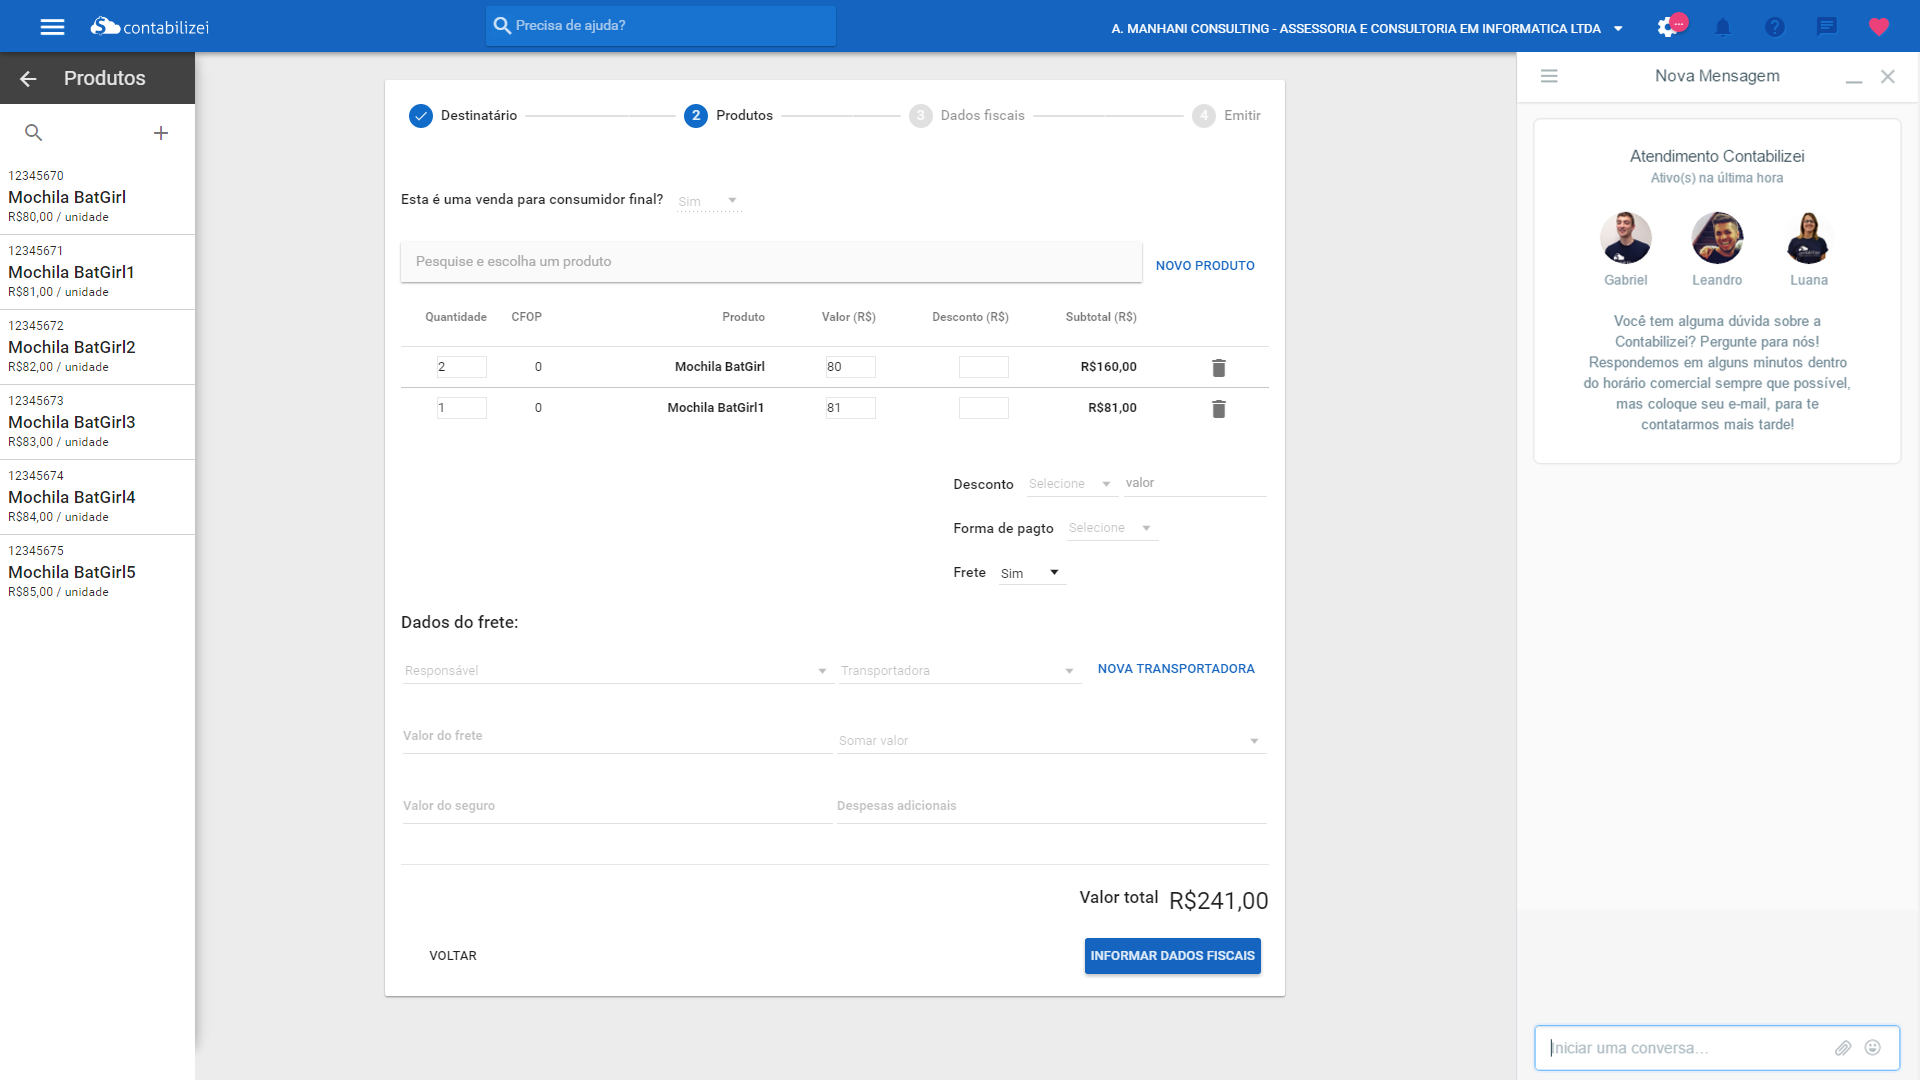 contabilizei
Precisa de ajuda?
A. MANHANI CONSULTING - ASSESSORIA E CONSULTORIA EM INFORMATICA LTDA
Produtos
12345670
Mochila BatGirl
R$80,00 / unidade
12345671
Mochila BatGirl1
R$81,00 / unidade
12345672
Mochila BatGirl2
R$82,00 / unidade
12345673
Mochila BatGirl3
R$83,00 / unidade
12345674
Mochila BatGirl4
R$84,00 / unidade
12345675
Mochila BatGirl5
R$85,00 / unidade
Destinatário 2 Produtos 3 Dados fiscais 4 Emitir
Esta é uma venda para consumidor final? Sim
Pesquise e escolha um produto NOVO PRODUTO
Quantidade CFOP Produto Valor (R$) Desconto (R$) Subtotal (R$)
2 0 Mochila BatGirl 80 R$160,00
1 0 Mochila BatGirl1 81 R$81,00
Desconto Selecione valor
Forma de pagto Selecione
Frete Sim
Dados do frete:
Responsável Transportadora NOVA TRANSPORTADORA
Valor do frete Somar valor
Valor do seguro Despesas adicionais
Valor total R$241,00
VOLTAR INFORMAR DADOS FISCAIS
Nova Mensagem
Atendimento Contabilizei
Ativo(s) na última hora
Gabriel Leandro Luana
Você tem alguma dúvida sobre a
Contabilizei? Pergunte para nós!
Respondemos em alguns minutos dentro
do horário comercial sempre que possível,
mas coloque seu e-mail, para te
contatarmos mais tarde!
Iniciar uma conversa...